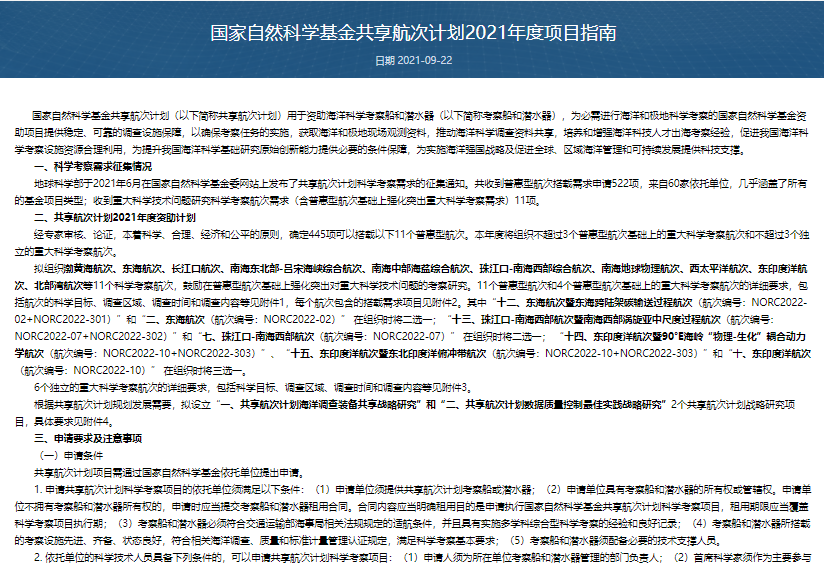 国家自然科学基金共享航次计划2021年度项目指南
日期 2021-09-22
国家自然科学基金共享航次计划（以下简称共享航次计划）用于资助海洋科学考察船和潜水器（以下简称考察船和潜水器），为必需进行海洋和极地科学考察的国家自然科学基金资
助项目提供稳定、可靠的调查设施保障，以确保考察任务的实施，获取海洋和极地现场观测资料，推动海洋科学调查资料共享，培养和增强海洋科技人才出海考察经验，促进我国海洋科
学考察设施资源合理利用，为提升我国海洋科学基础研究原始创新能力提供必要的条件保障，为实施海洋强国战略及促进全球、区域海洋管理和可持续发展提供科技支撑。
一、科学考察需求征集情况
地球科学部于2021年6月在国家自然科学基金委网站上发布了共享航次计划科学考察需求的征集通知。共收到普惠型航次搭载需求申请522项，来自60家依托单位，几乎涵盖了所有
的基金项目类型；收到重大科学技术问题研究科学考察航次需求（含普惠型航次基础上强化突出重大科学考察需求）11项。
二、共享航次计划2021年度资助计划
经专家审核、论证，本着科学、合理、经济和公平的原则，确定445项可以搭载以下11个普惠型航次。本年度将组织不超过3个普惠型航次基础上的重大科学考察航次和不超过3个独
立的重大科学考察航次。
拟组织渤黄海航次、东海航次、长江口航次、南海东北部-吕宋海峡综合航次、南海中部海盆综合航次、珠江口-南海西部综合航次、南海地球物理航次、西太平洋航次、东印度洋航
次、北部湾航次等11个科学考察航次，鼓励在普惠型航次基础上强化突出对重大科学技术问题的考察研究。11个普惠型航次和4个普惠型航次基础上的重大科学考察航次的详细要求，包
括航次的科学目标、调查区域、调查时间和调查内容等见附件1，每个航次包含的搭载需求项目见附件2。其中“十二、东海航次暨东海跨陆架碳输送过程航次（航次编号：NORC2022-
02+NORC2022-301）”和“二、东海航次（航次编号：NORC2022-02）” 在组织时将二选一； “十三、珠江口-南海西部航次暨南海西部涡旋亚中尺度过程航次（航次编号：
NORC2022-07+NORC2022-302）”和“七、珠江口-南海西部航次（航次编号：NORC2022-07）” 在组织时将二选一； “十四、东印度洋航次暨90°E海岭“物理-生化”耦合动力
学航次（航次编号：NORC2022-10+NORC2022-303）”、“十五、东印度洋航次暨东北印度洋俯冲带航次（航次编号：NORC2022-10+NORC2022-303）”和“十、东印度洋航次
（航次编号：NORC2022-10）” 在组织时将三选一。
6个独立的重大科学考察航次的详细要求，包括科学目标、调查区域、调查时间和调查内容等见附件3。
根据共享航次计划规划发展需要，拟设立“一、共享航次计划海洋调查装备共享战略研究”和“二、共享航次计划数据质量控制最佳实践战略研究”2个共享航次计划战略研究项
目，具体要求见附件4。
三、申请要求及注意事项
（一）申请条件
共享航次计划项目需通过国家自然科学基金依托单位提出申请。
1. 申请共享航次计划科学考察项目的依托单位须满足以下条件：（1）申请单位须提供共享航次计划考察船或潜水器；（2）申请单位具有考察船和潜水器的所有权或管辖权。申请单
位不拥有考察船和潜水器所有权的，申请时应当提交考察船和潜水器租用合同。合同内容应当明确租用目的是申请执行国家自然科学基金共享航次计划科学考察项目，租用期限应当覆盖
科学考察项目执行期；（3）考察船和潜水器必须符合交通运输部海事局相关法规规定的适航条件，并且具有实施多学科综合型科学考察的经验和良好记录；（4）考察船和潜水器所搭载
的考察设施先进、齐备、状态良好，符合相关海洋调查、质量和标准计量管理认证规定，满足科学考察基本要求；（5）考察船和潜水器须配备必要的技术支撑人员。
2. 依托单位的科学技术人员具备下列条件的，可以申请共享航次计划科学考察项目：（1）申请人须为所在单位考察船和潜水器管理的部门负责人；（2）首席科学家须作为主要参与